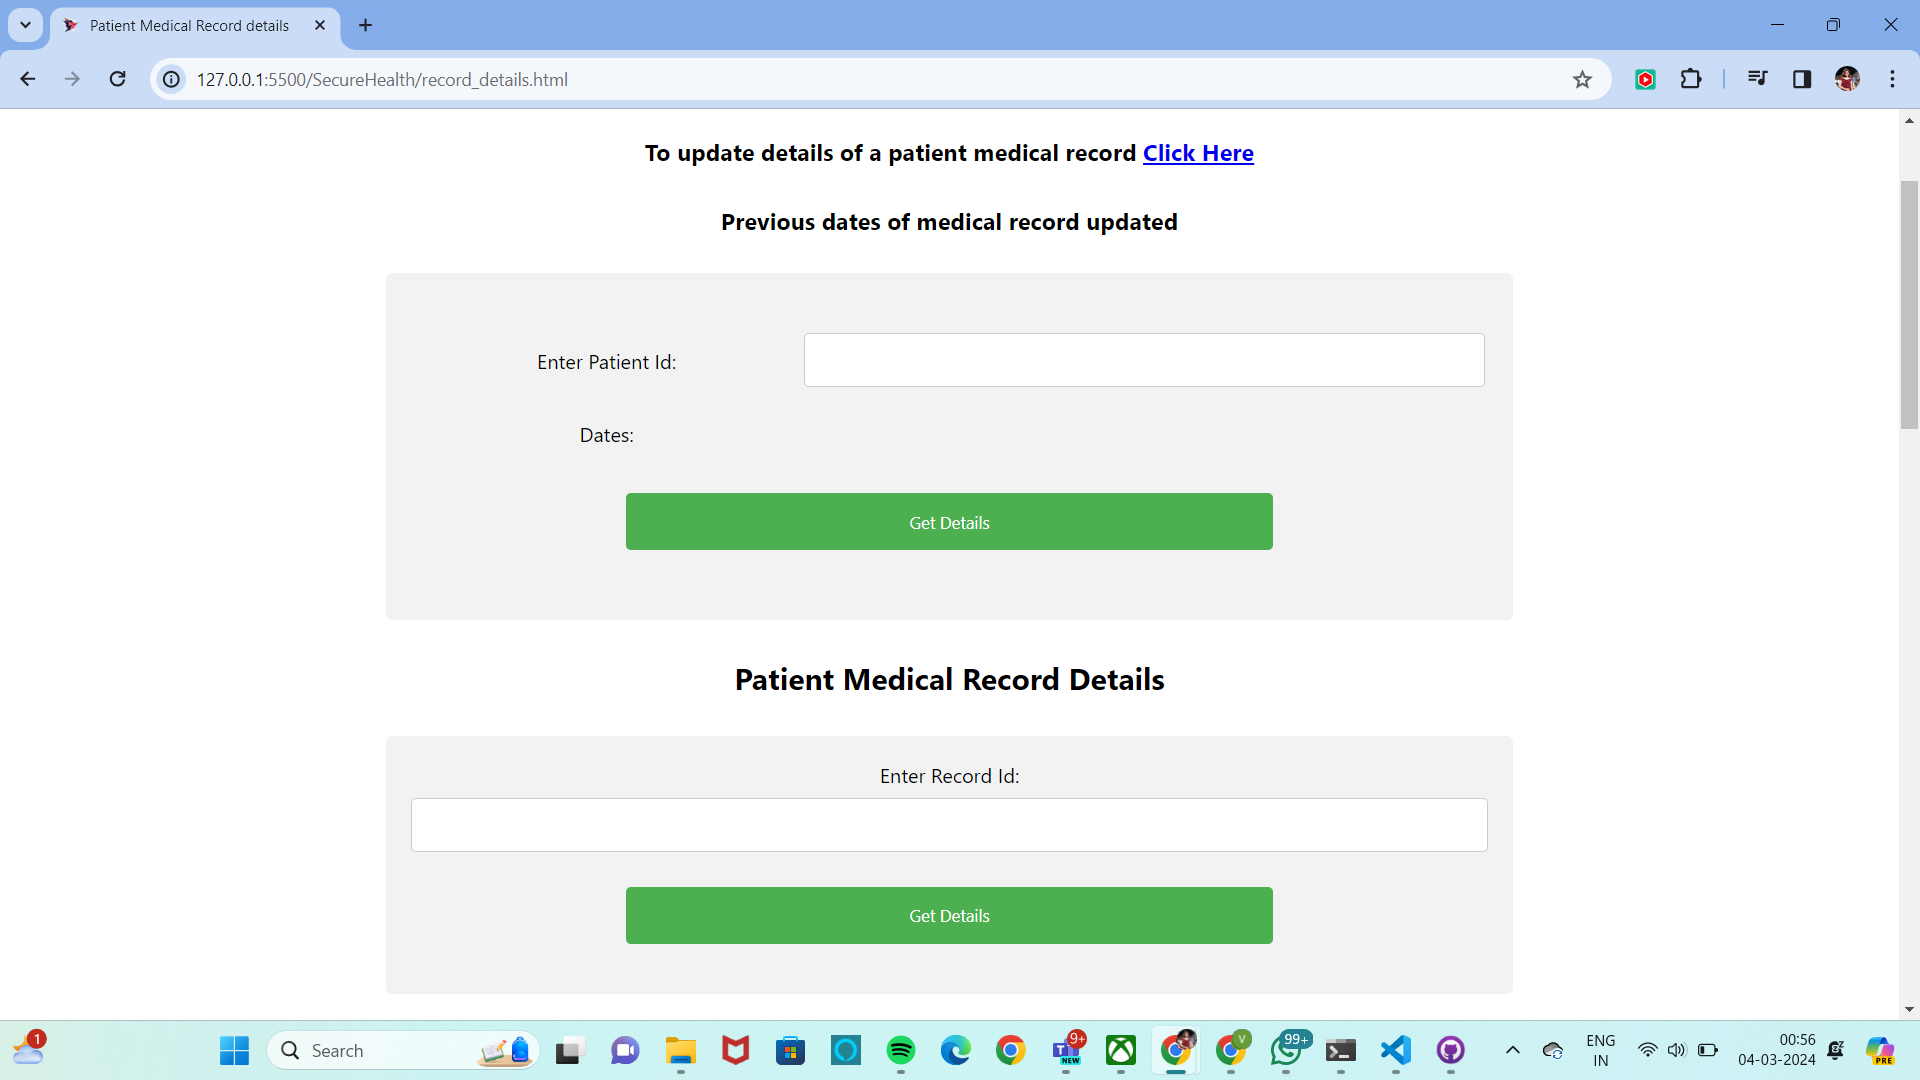 Patient Medical Record details
127.0.0.1:5500/SecureHealth/record_details.html
To update details of a patient medical record Click Here
Previous dates of medical record updated
Enter Patient Id:
Dates:
Get Details
Patient Medical Record Details
Enter Record Id:
Get Details
1
Search
9+
NEW
V
99+
ENG
IN
00:56
04-03-2024
PRE